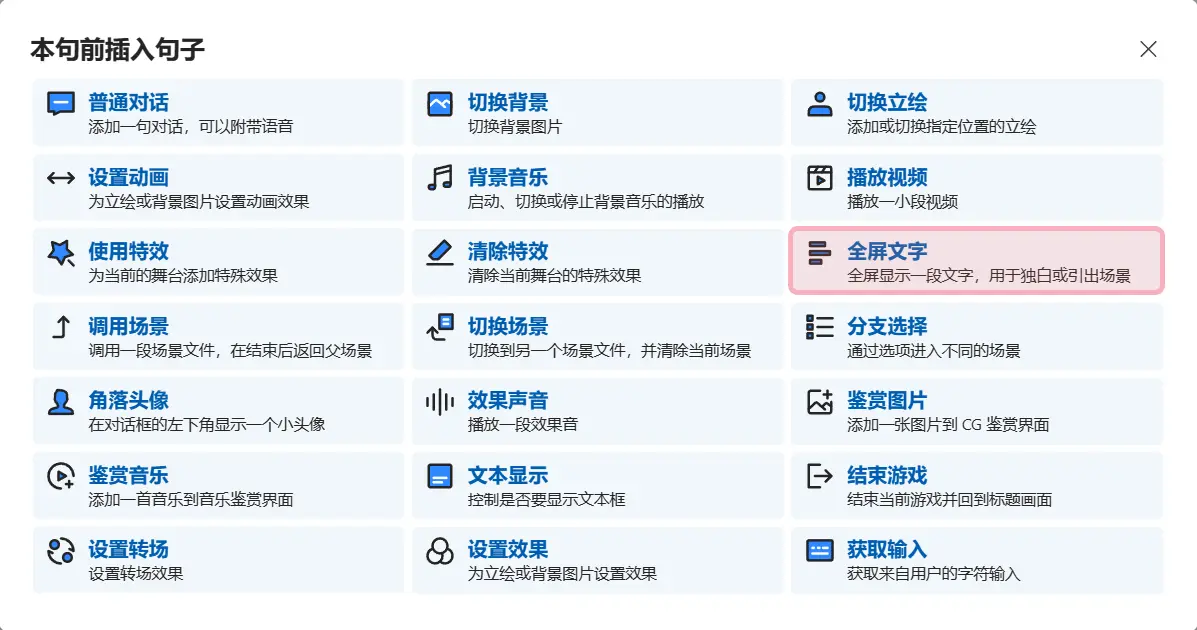 本句前插入句子
普通对话
添加一句对话，可以附带语音
切换背景
切换背景图片
切换立绘
添加或切换指定位置的立绘
设置动画
为立绘或背景图片设置动画效果
背景音乐
启动、切换或停止背景音乐的播放
播放视频
播放一小段视频
使用特效
为当前的舞台添加特殊效果
清除特效
清除当前舞台的特殊效果
全屏文字
全屏显示一段文字，用于独白或引出场景
调用场景
调用一段场景文件，在结束后返回父场景
切换场景
切换到另一个场景文件，并清除当前场景
分支选择
通过选项进入不同的场景
角落头像
在对话框的左下角显示一个小头像
效果声音
播放一段效果音
鉴赏图片
添加一张图片到 CG 鉴赏界面
鉴赏音乐
添加一首音乐到音乐鉴赏界面
文本显示
控制是否要显示文本框
结束游戏
结束当前游戏并回到标题画面
设置转场
设置转场效果
设置效果
为立绘或背景图片设置效果
获取输入
获取来自用户的字符输入